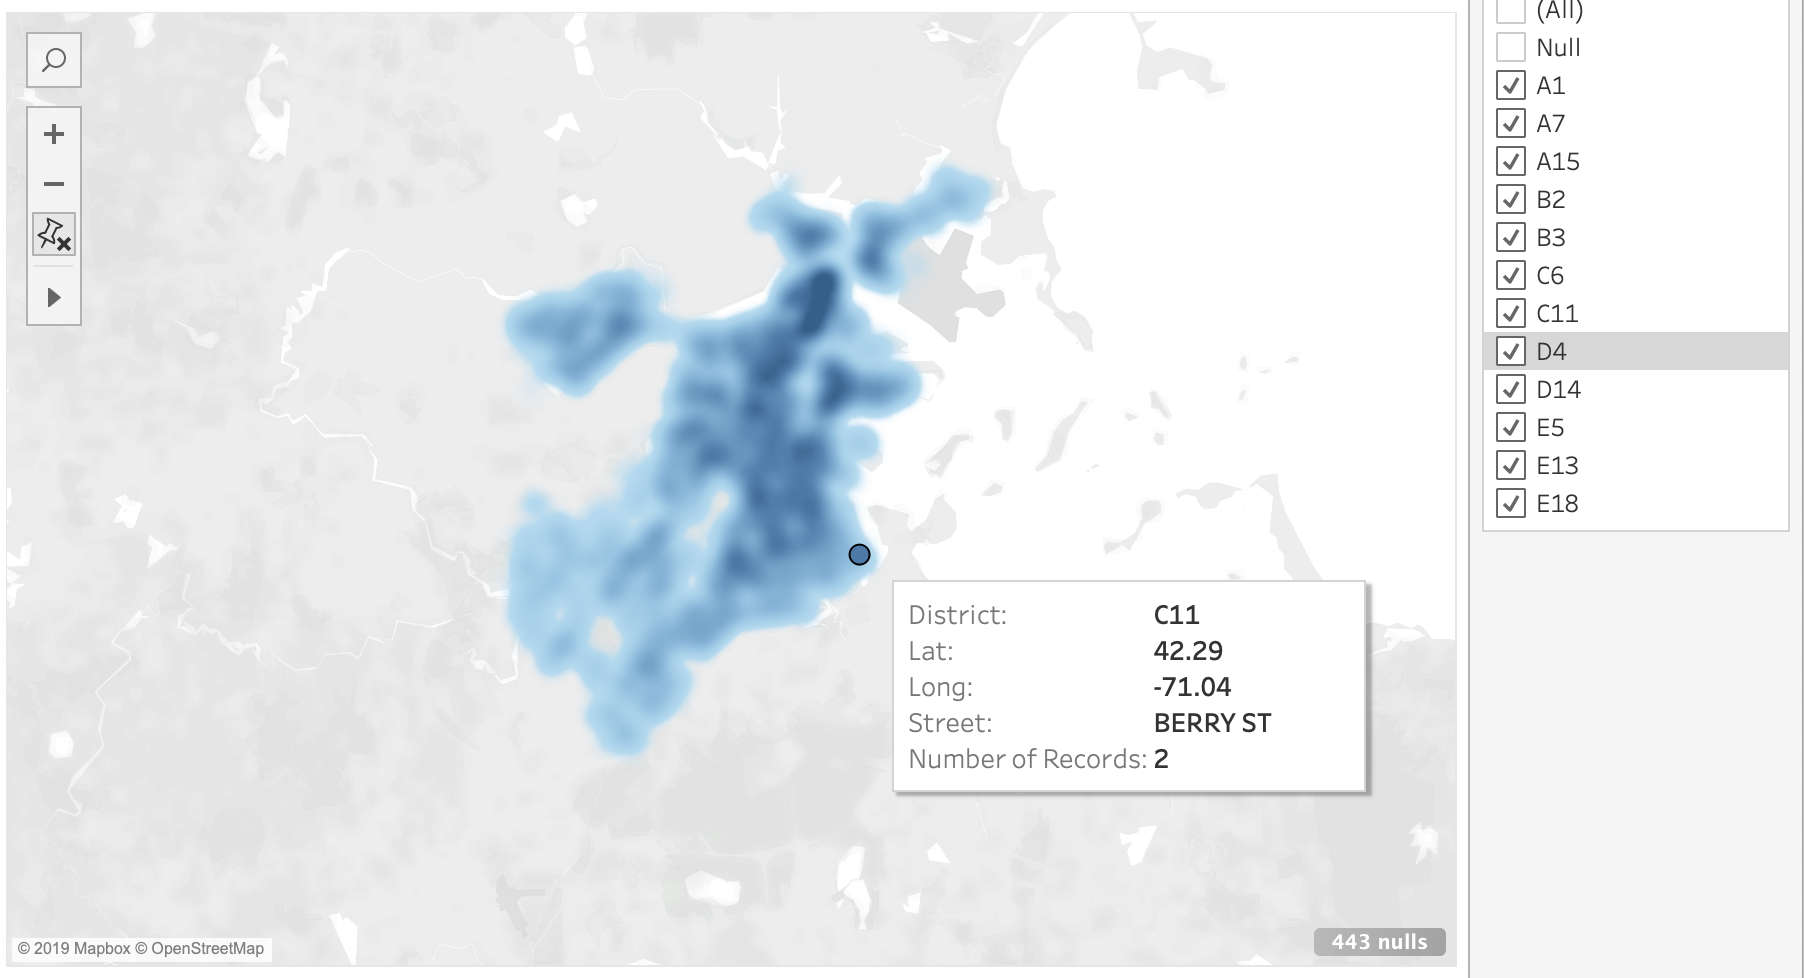 (All)
Null
A1
A7
A15
B2
B3
C6
C11
D4
D14
E5
E13
E18
District: C11
Lat: 42.29
Long: -71.04
Street: BERRY ST
Number of Records: 2
© 2019 Mapbox © OpenStreetMap
443 nulls